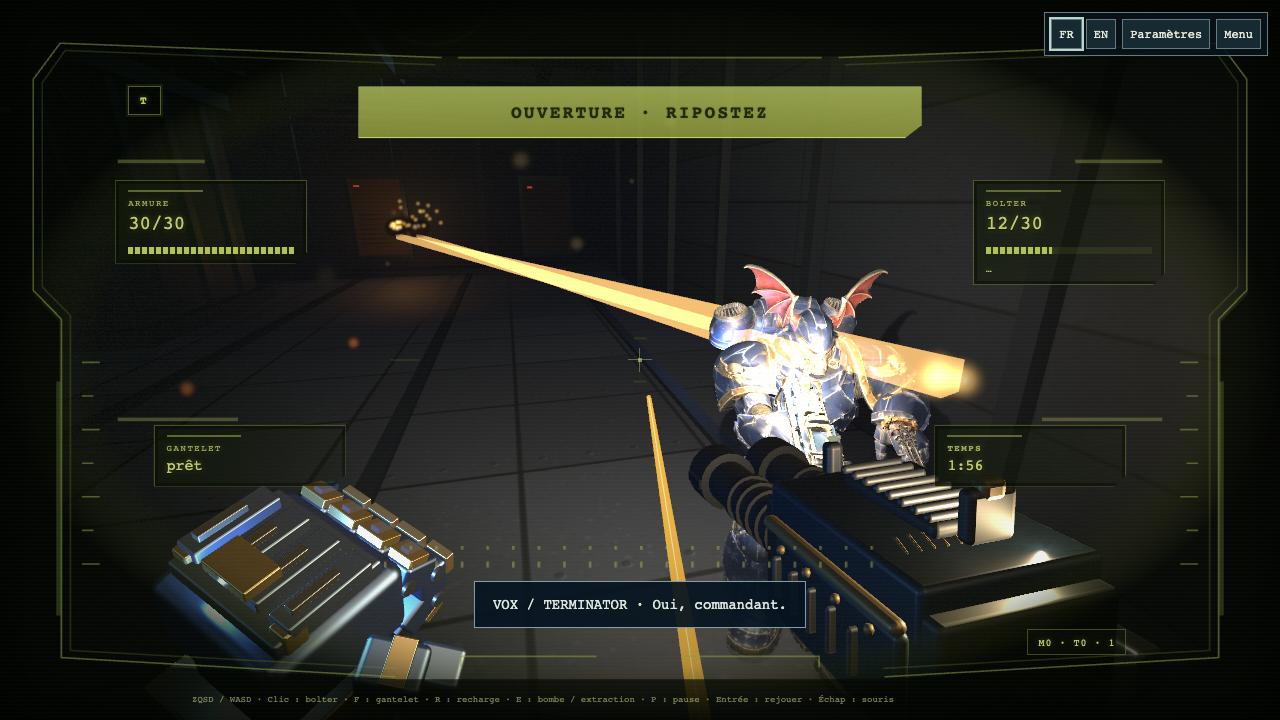 FR EN Paramètres Menu
T
OUVERTURE · RIPOSTEZ
ARMURE
30/30
BOLTER
12/30
…
GANTELET
prêt
TEMPS
1:56
VOX / TERMINATOR · Oui, commandant.
M0 · T0 · 1
ZQSD / WASD · Clic : bolter · F : gantelet · R : recharge · E : bombe / extraction · P : pause · Entrée : rejouer · Échap : souris